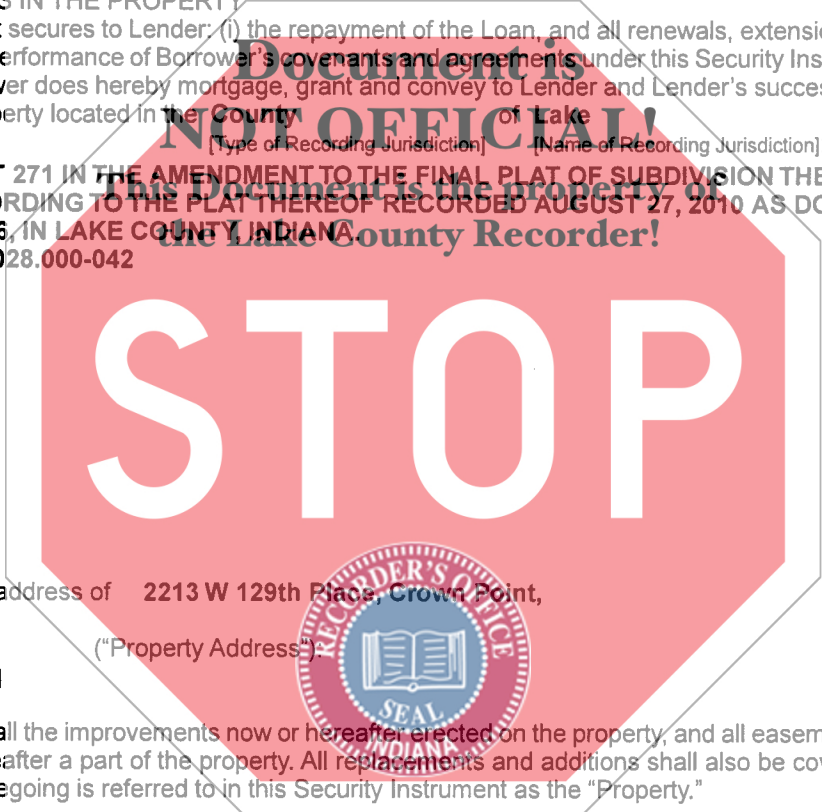 S IN THE PROPERTY
secures to Lender: (i) the repayment of the Loan, and all renewals, extensi
erformance of Borrower's covenants and agreements under this Security Ins
er does hereby mortgage, grant and convey to Lender and Lender's succes
erty located in the County of Lake
[Type of Recording Jurisdiction] [Name of Recording Jurisdiction]
271 IN THE AMENDMENT TO THE FINAL PLAT OF SUBDIVISION THE
RDING TO THE PLAT THEREOF RECORDED AUGUST 27, 2010 AS DO
6, IN LAKE COUNTY, INDIANA.
028.000-042
Document is
NOT OFFICIAL!
This Document is the property of
the Lake County Recorder!
STOP
address of 2213 W 129th Place, Crown Point,
("Property Address"):
RECORDER'S OFFICE
SEAL
INDIANA
all the improvements now or hereafter erected on the property, and all easem
after a part of the property. All replacements and additions shall also be co
egoing is referred to in this Security Instrument as the "Property."